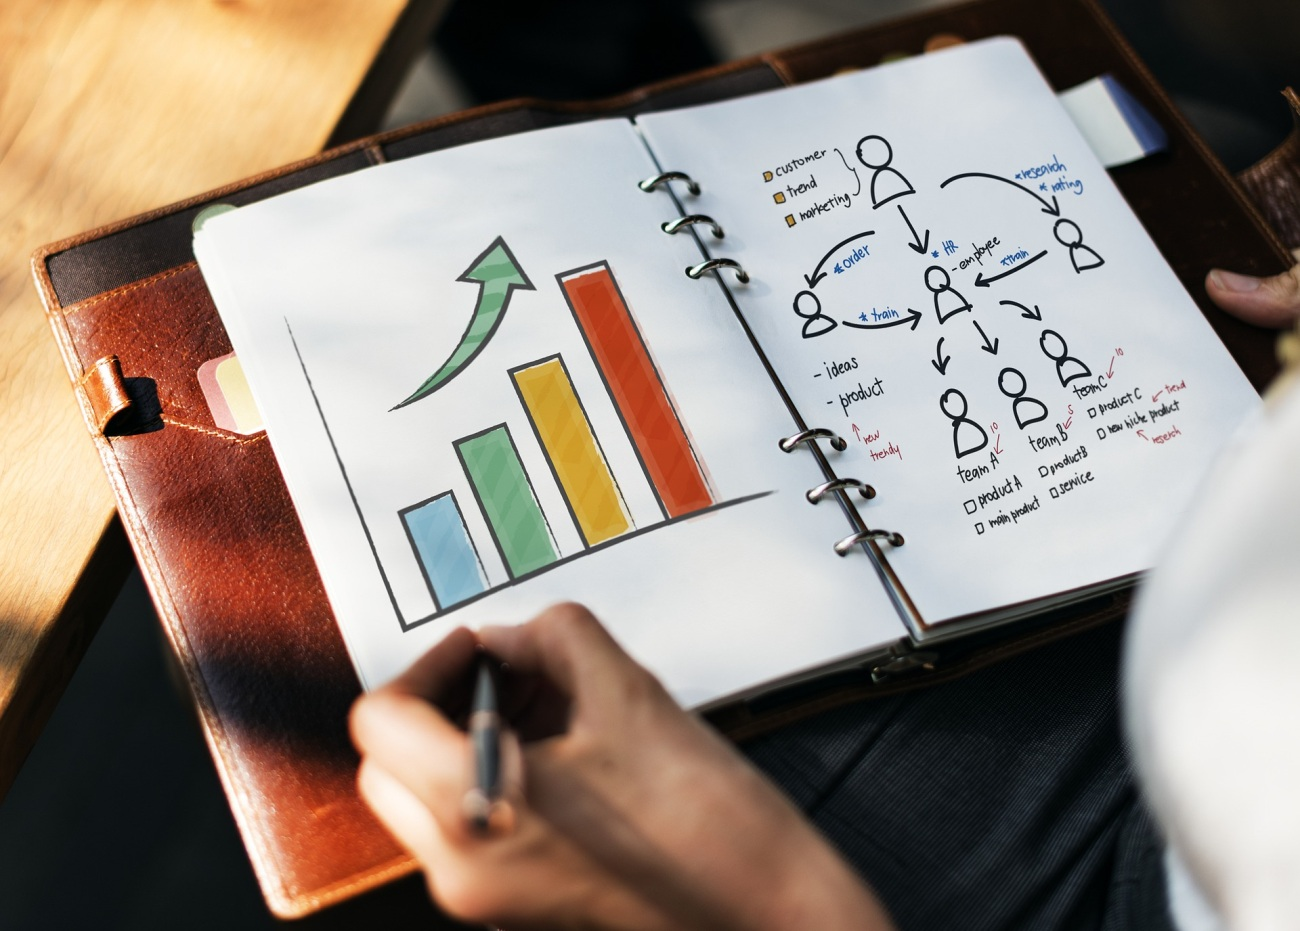 customer
trend
marketing
*research
* rating
* order
* HR
- employee
*train
* train
- ideas
- product
new
trendy
team A
10
product A
main product
team B
5
product B
service
team C
10
product C
trend
new niche product
research